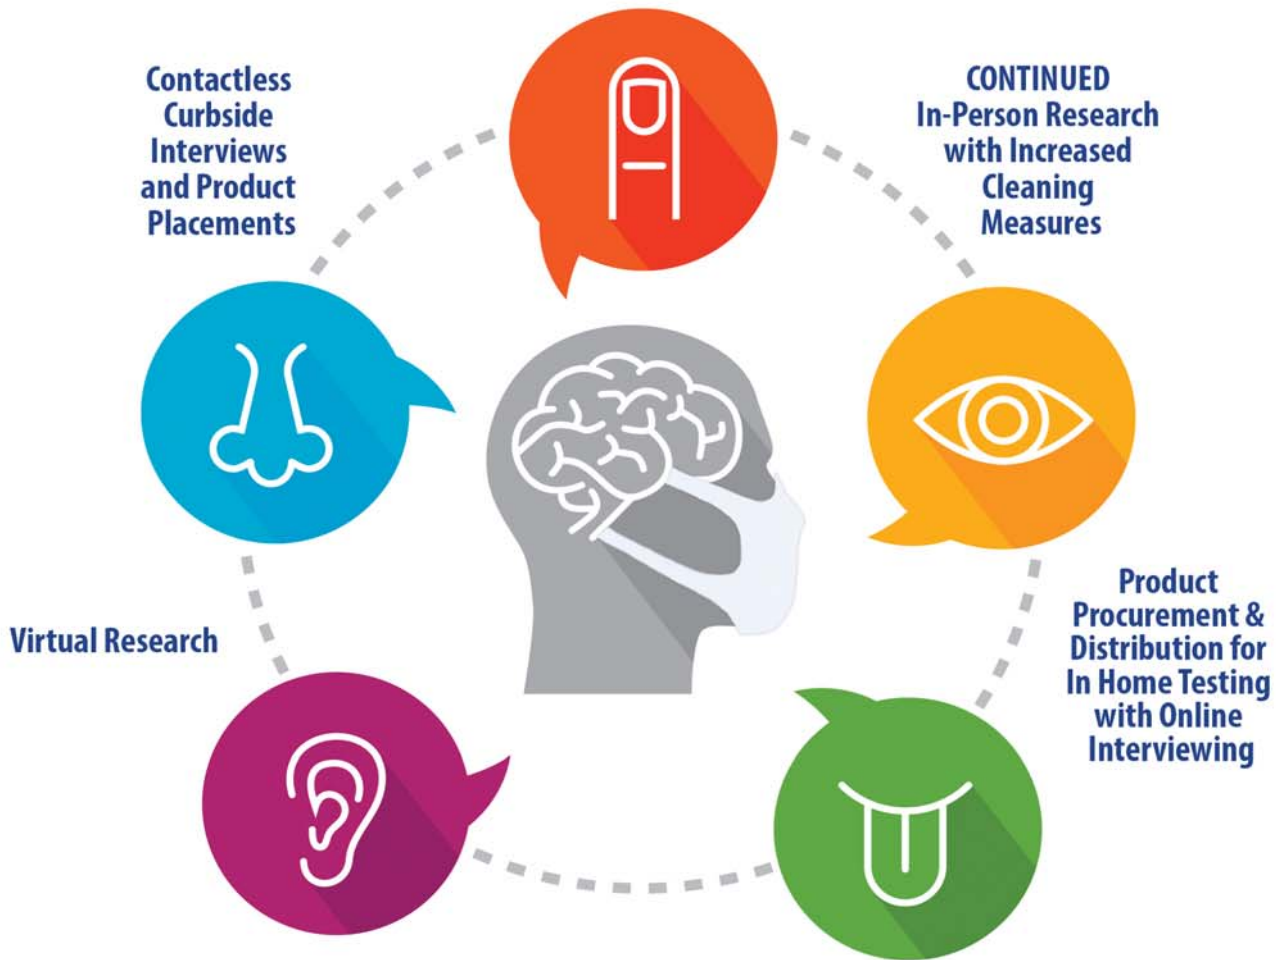 Contactless
Curbside
Interviews
and Product
Placements
CONTINUED
In-Person Research
with Increased
Cleaning
Measures
Virtual Research
Product
Procurement &
Distribution for
In Home Testing
with Online
Interviewing